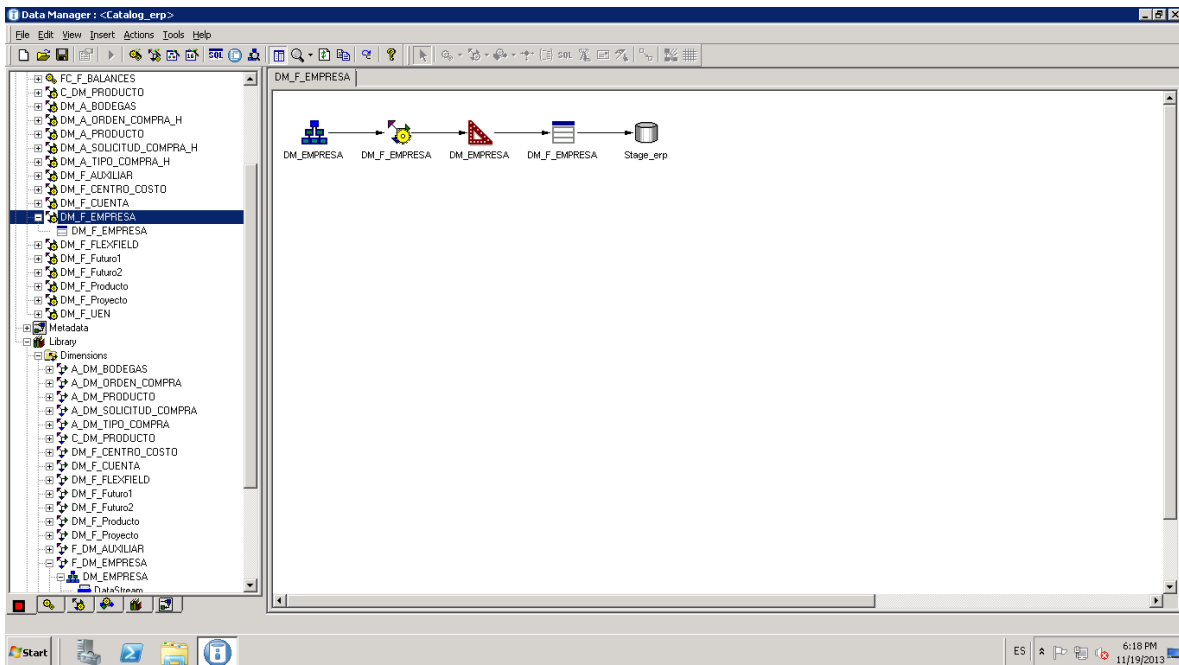 Data Manager : <Catalog_erp>
File Edit View Insert Actions Tools Help
SQL SQL
FC_F_BALANCES
C_DM_PRODUCTO
DM_A_BODEGAS
DM_A_ORDEN_COMPRA_H
DM_A_PRODUCTO
DM_A_SOLICITUD_COMPRA_H
DM_A_TIPO_COMPRA_H
DM_F_AUXILIAR
DM_F_CENTRO_COSTO
DM_F_CUENTA
DM_F_EMPRESA
DM_F_EMPRESA
DM_F_FLEXFIELD
DM_F_Futuro1
DM_F_Futuro2
DM_F_Producto
DM_F_Proyecto
DM_F_UEN
Metadata
Library
Dimensions
A_DM_BODEGAS
A_DM_ORDEN_COMPRA
A_DM_PRODUCTO
A_DM_SOLICITUD_COMPRA
A_DM_TIPO_COMPRA
C_DM_PRODUCTO
DM_F_CENTRO_COSTO
DM_F_CUENTA
DM_F_FLEXFIELD
DM_F_Futuro1
DM_F_Futuro2
DM_F_Producto
DM_F_Proyecto
F_DM_AUXILIAR
F_DM_EMPRESA
DM_EMPRESA
DataStream
DM_F_EMPRESA
DM_EMPRESA DM_F_EMPRESA DM_EMPRESA DM_F_EMPRESA Stage_erp
Start
ES
6:18 PM
11/19/2013